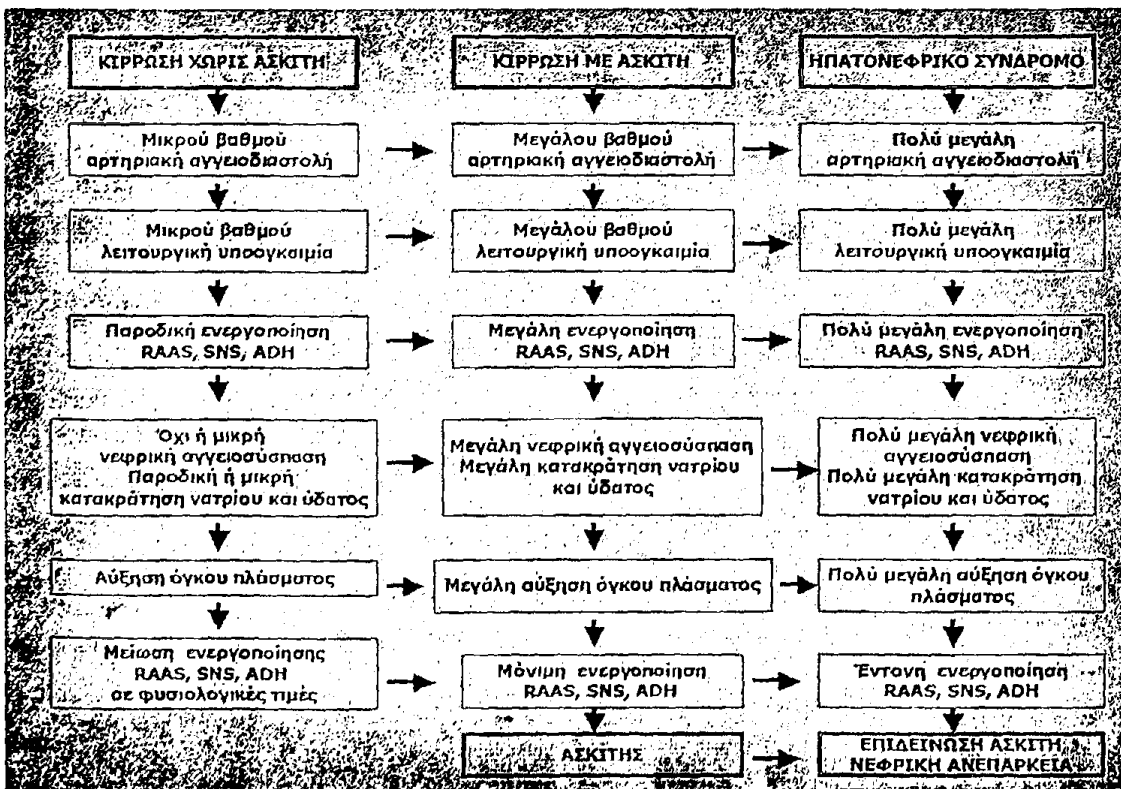 ΚΙΡΡΩΣΗ ΧΩΡΙΣ ΑΣΚΙΤΗ
Μικρού βαθμού
αρτηριακή αγγειοδιαστολή
Μικρού βαθμού
λειτουργική υποογκαιμία
Παροδική ενεργοποίηση
RAAS, SNS, ADH
Όχι ή μικρή
νεφρική αγγειοσύσπαση
Παροδική ή μικρή
κατακράτηση νατρίου και ύδατος
Αύξηση όγκου πλάσματος
Μείωση ενεργοποίησης
RAAS, SNS, ADH
σε φυσιολογικές τιμές
ΚΙΡΡΩΣΗ ΜΕ ΑΣΚΙΤΗ
Μεγάλου βαθμού
αρτηριακή αγγειοδιαστολή
Μεγάλου βαθμού
λειτουργική υποογκαιμία
Μεγάλη ενεργοποίηση
RAAS, SNS, ADH
Μεγάλη νεφρική αγγειοσύσπαση
Μεγάλη κατακράτηση νατρίου
και ύδατος
Μεγάλη αύξηση όγκου πλάσματος
Μόνιμη ενεργοποίηση
RAAS, SNS, ADH
ΑΣΚΙΤΗΣ
ΗΠΑΤΟΝΕΦΡΙΚΟ ΣΥΝΔΡΟΜΟ
Πολύ μεγάλη
αρτηριακή αγγειοδιαστολή
Πολύ μεγάλη
λειτουργική υποογκαιμία
Πολύ μεγάλη ενεργοποίηση
RAAS, SNS, ADH
Πολύ μεγάλη νεφρική
αγγειοσύσπαση
Πολύ μεγάλη κατακράτηση
νατρίου και ύδατος
Πολύ μεγάλη αύξηση όγκου
πλάσματος
Έντονη ενεργοποίηση
RAAS, SNS, ADH
ΕΠΙΔΕΙΝΩΣΗ ΑΣΚΙΤΗ
ΝΕΦΡΙΚΗ ΑΝΕΠΑΡΚΕΙΑ